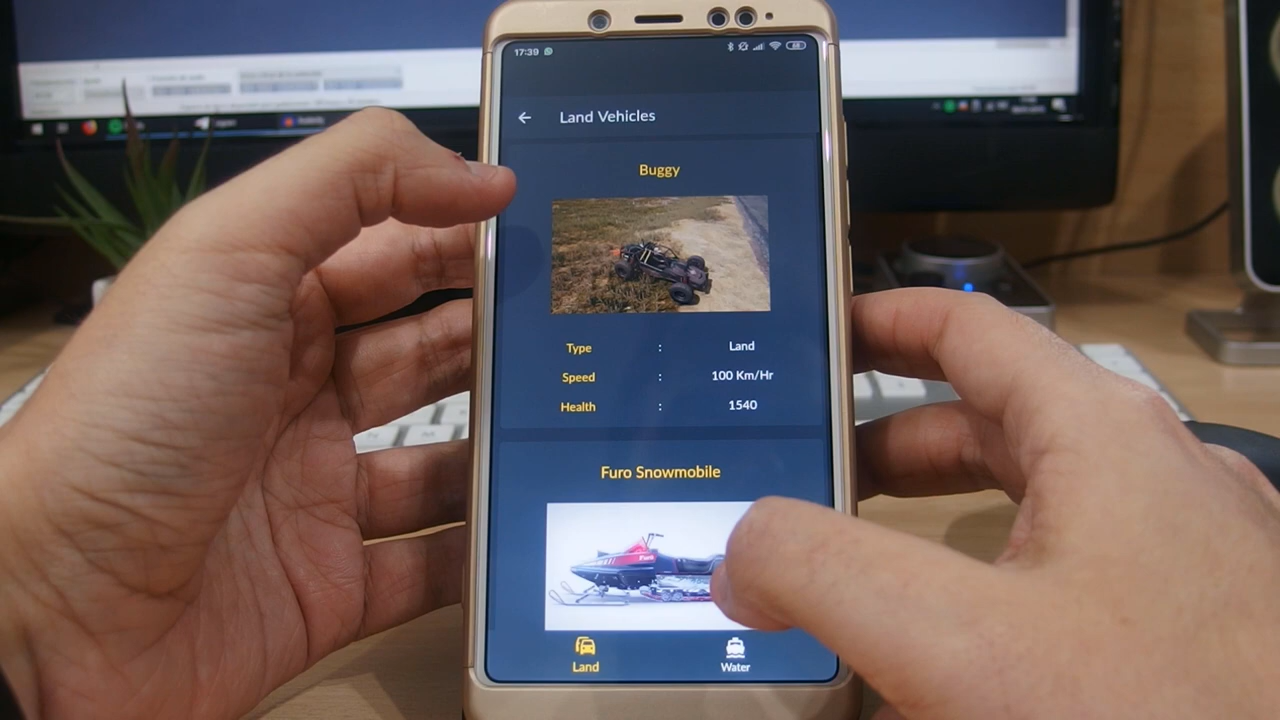 17:39
Land Vehicles
Buggy
Type : Land
Speed : 100 Km/Hr
Health : 1540
Furo Snowmobile
Land Water